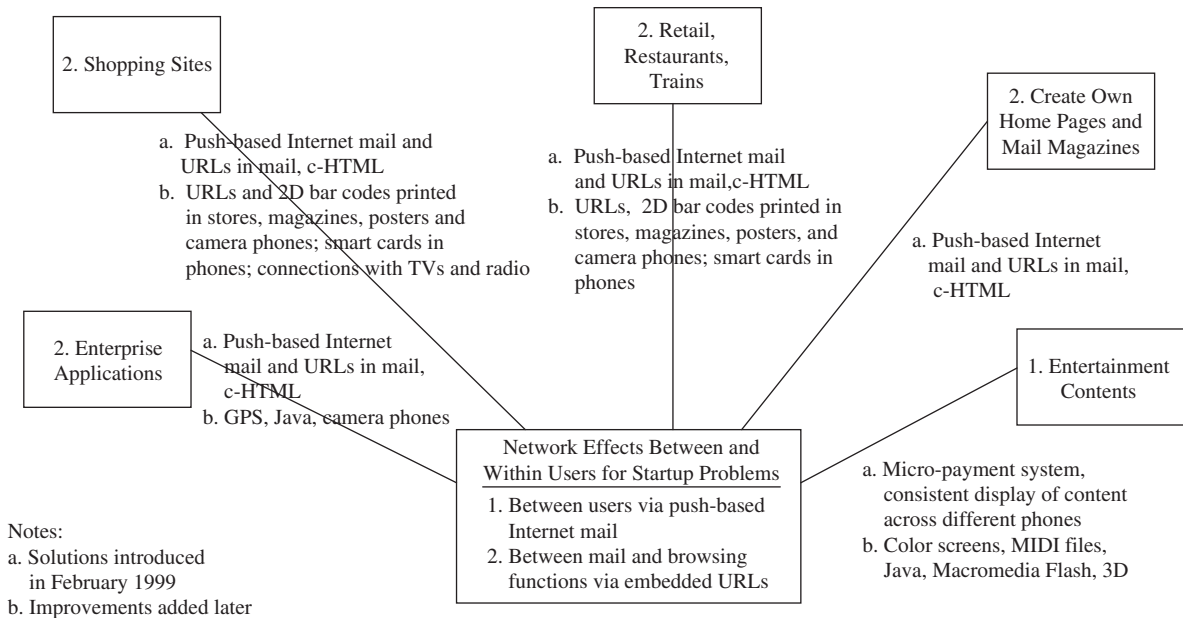 2. Shopping Sites
2. Retail,
Restaurants,
Trains
2. Create Own
Home Pages and
Mail Magazines
a. Push-based Internet mail and
URLs in mail, c-HTML
b. URLs and 2D bar codes printed
in stores, magazines, posters and
camera phones; smart cards in
phones; connections with TVs and radio
a. Push-based Internet mail
and URLs in mail,c-HTML
b. URLs, 2D bar codes printed in
stores, magazines, posters, and
camera phones; smart cards in
phones
a. Push-based Internet
mail and URLs in mail,
c-HTML
2. Enterprise
Applications
a. Push-based Internet
mail and URLs in mail,
c-HTML
b. GPS, Java, camera phones
1. Entertainment
Contents
Network Effects Between and
Within Users for Startup Problems
1. Between users via push-based
Internet mail
2. Between mail and browsing
functions via embedded URLs
a. Micro-payment system,
consistent display of content
across different phones
b. Color screens, MIDI files,
Java, Macromedia Flash, 3D
Notes:
a. Solutions introduced
in February 1999
b. Improvements added later